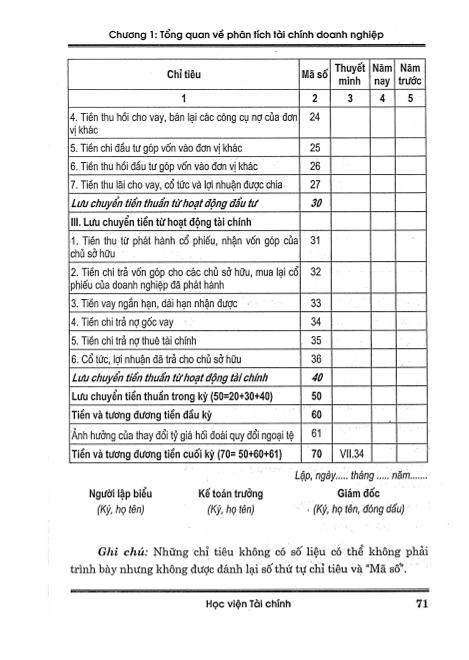 Chương 1: Tổng quan về phân tích tài chính doanh nghiệp
Chỉ tiêu Mã số Thuyết minh Năm nay Năm trước
1 2 3 4 5
4. Tiền thu hồi cho vay, bán lại các công cụ nợ của đơn 24
vị khác
5. Tiền chi đầu tư góp vốn vào đơn vị khác 25
6. Tiền thu hồi đầu tư góp vốn vào đơn vị khác 26
7. Tiền thu lãi cho vay, cổ tức và lợi nhuận được chia 27
Lưu chuyển tiền thuần từ hoạt động đầu tư 30
III. Lưu chuyển tiền từ hoạt động tài chính
1. Tiền thu từ phát hành cổ phiếu, nhận vốn góp của 31
chủ sở hữu
2. Tiền chi trả vốn góp cho các chủ sở hữu, mua lại cổ 32
phiếu của doanh nghiệp đã phát hành
3. Tiền vay ngắn hạn, dài hạn nhận được 33
4. Tiền chi trả nợ gốc vay 34
5. Tiền chi trả nợ thuê tài chính 35
6. Cổ tức, lợi nhuận đã trả cho chủ sở hữu 36
Lưu chuyển tiền thuần từ hoạt động tài chính 40
Lưu chuyển tiền thuần trong kỳ (50=20+30+40) 50
Tiền và tương đương tiền đầu kỳ 60
Ảnh hưởng của thay đổi tỷ giá hối đoái quy đổi ngoại tệ 61
Tiền và tương đương tiền cuối kỳ (70= 50+60+61) 70 VII.34
Lập, ngày..... tháng ..... năm.......
Người lập biểu Kế toán trưởng Giám đốc
(Ký, họ tên) (Ký, họ tên) (Ký, họ tên, đóng dấu)
Ghi chú: Những chỉ tiêu không có số liệu có thể không phải
trình bày nhưng không được đánh lại số thứ tự chỉ tiêu và "Mã số".
Học viện Tài chính 71